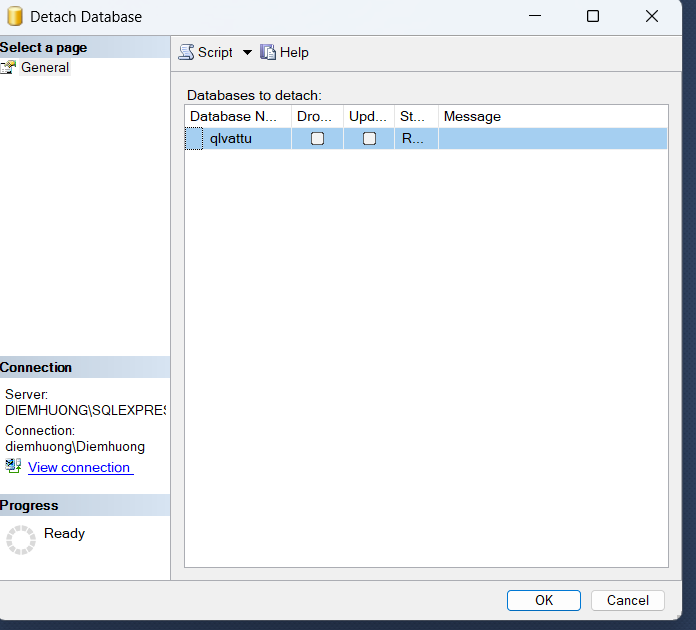 Detach Database
Select a page
General
Script
Help
Databases to detach:
Database N... Dro... Upd... St... Message
qlvattu R...
Connection
Server:
DIEMHUONG\SQLEXPRES
Connection:
diemhuong\Diemhuong
View connection
Progress
Ready
OK
Cancel